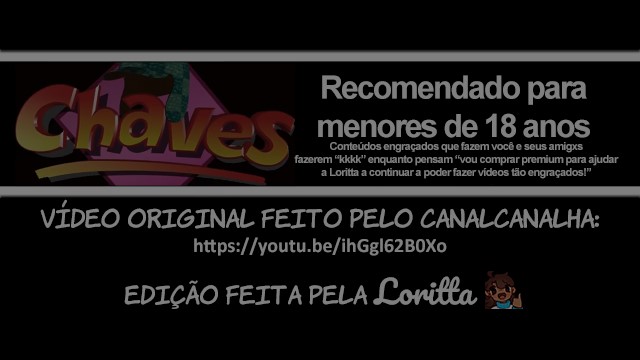 Chaves
Recomendado para
menores de 18 anos
Conteúdos engraçados que fazem você e seus amigxs
fazerem “kkkk” enquanto pensam “vou comprar premium para ajudar
a Loritta a continuar a poder fazer vídeos tão engraçados!”
VÍDEO ORIGINAL FEITO PELO CANALCANALHA:
https://youtu.be/ihGgl62B0Xo
EDIÇÃO FEITA PELA Loritta